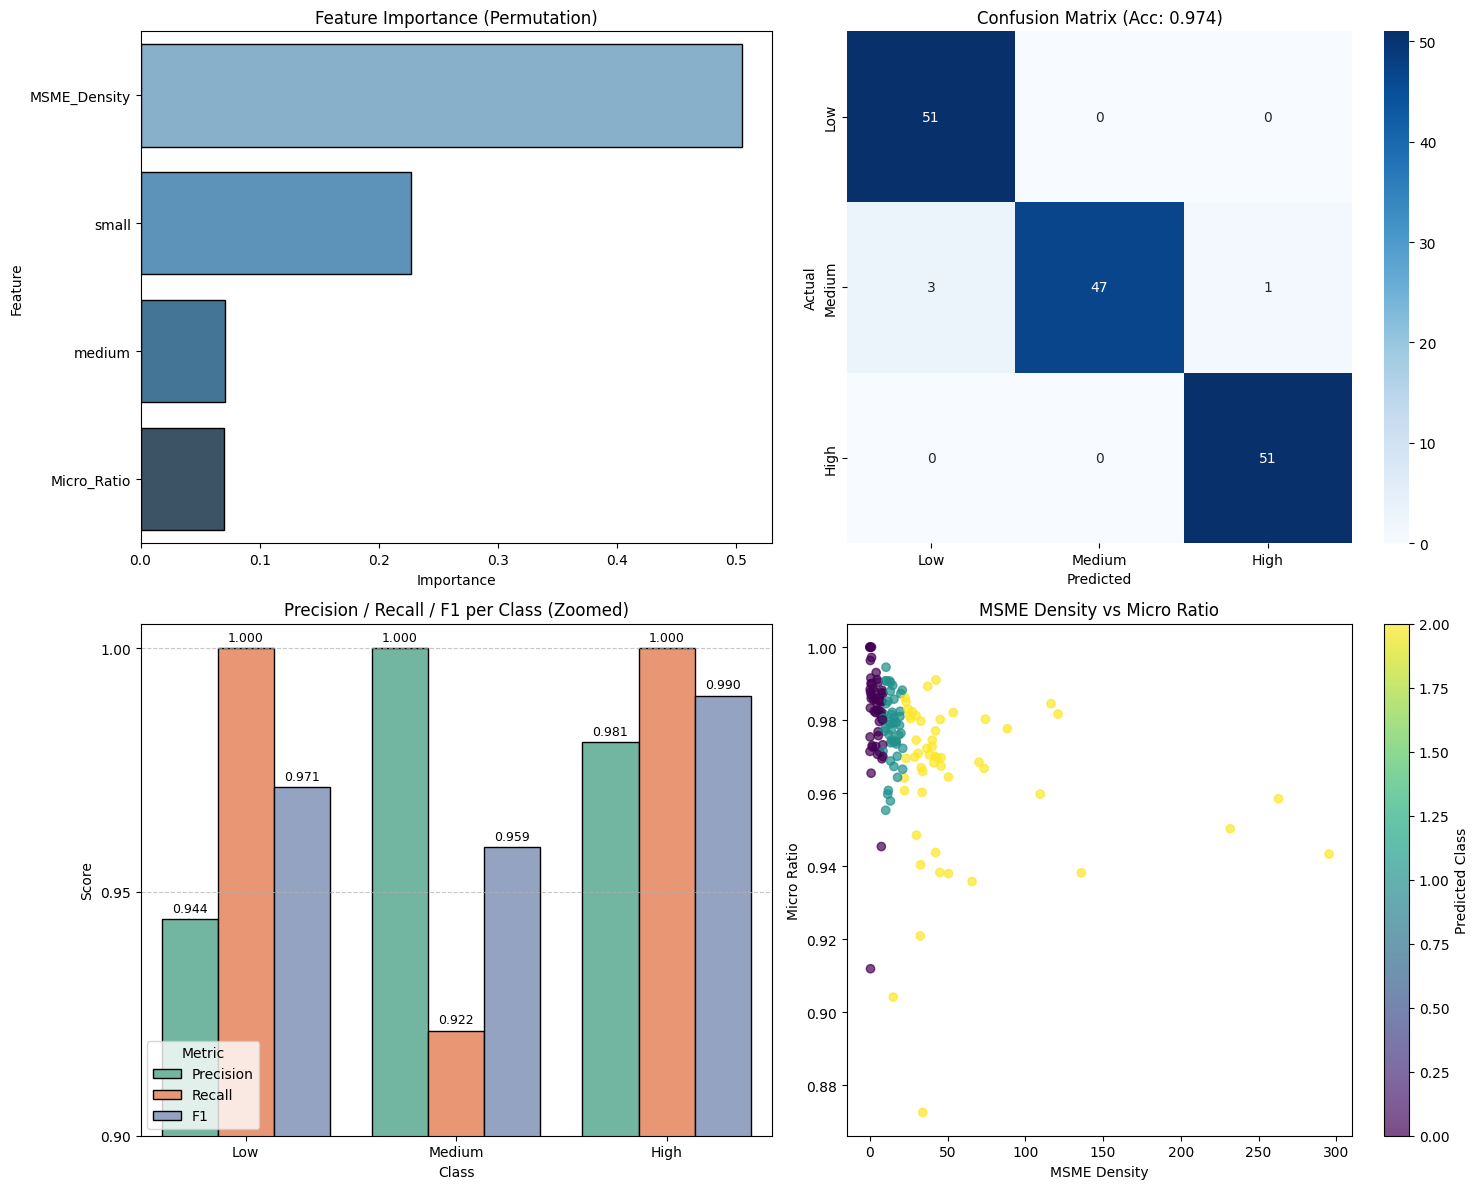 Feature Importance (Permutation)
Feature
MSME_Density
small
medium
Micro_Ratio
0.0 0.1 0.2 0.3 0.4 0.5
Importance
Confusion Matrix (Acc: 0.974)
Actual
Low
Medium
High
51 0 0
3 47 1
0 0 51
Low Medium High
Predicted
50
40
30
20
10
0
Precision / Recall / F1 per Class (Zoomed)
Score
1.00
0.95
0.90
0.944 1.000 0.971
1.000 0.922 0.959
0.981 1.000 0.990
Metric
Precision
Recall
F1
Low Medium High
Class
MSME Density vs Micro Ratio
Micro Ratio
1.00
0.98
0.96
0.94
0.92
0.90
0.88
0 50 100 150 200 250 300
MSME Density
2.00
1.75
1.50
1.25
1.00
0.75
0.50
0.25
0.00
Predicted Class